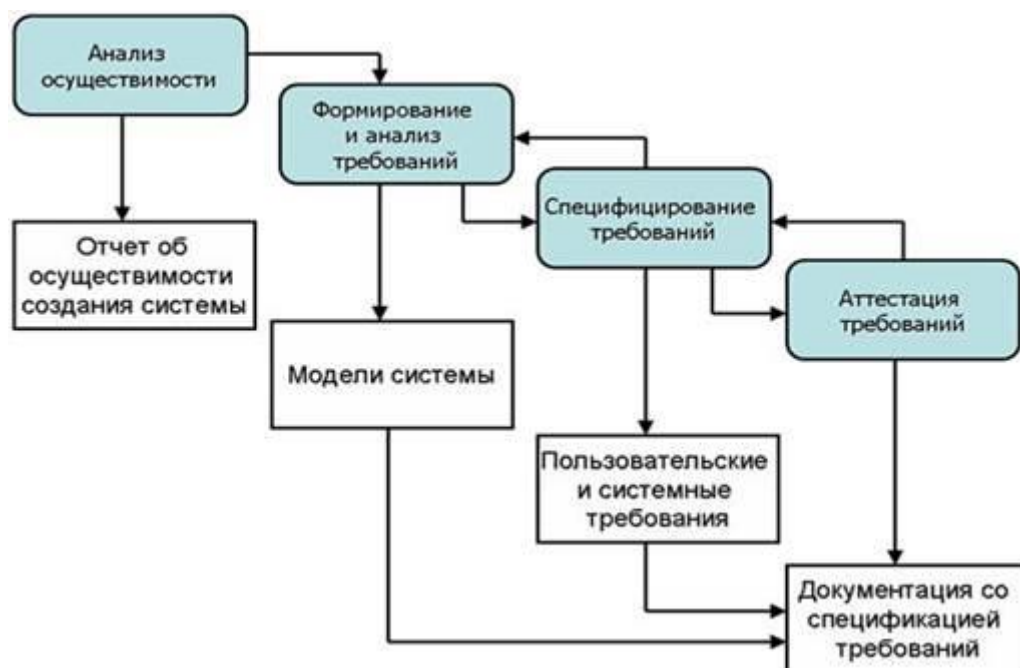 Анализ
осуществимости
Формирование
и анализ
требований
Специфицирование
требований
Отчет об
осуществимости
создания системы
Аттестация
требований
Модели системы
Пользовательские
и системные
требования
Документация со
спецификацией
требований